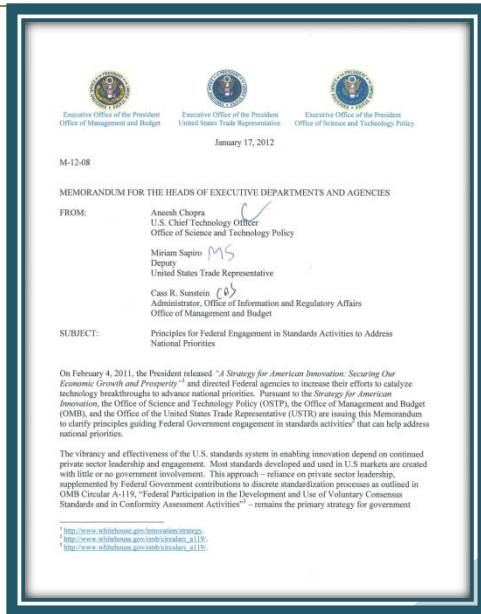 Executive Office of the President
Office of Management and Budget
Executive Office of the President
United States Trade Representative
Executive Office of the President
Office of Science and Technology Policy
January 17, 2012
M-12-08
MEMORANDUM FOR THE HEADS OF EXECUTIVE DEPARTMENTS AND AGENCIES
FROM: Aneesh Chopra
U.S. Chief Technology Officer
Office of Science and Technology Policy
Miriam Sapiro MS
Deputy
United States Trade Representative
Cass R. Sunstein CRS
Administrator, Office of Information and Regulatory Affairs
Office of Management and Budget
SUBJECT: Principles for Federal Engagement in Standards Activities to Address
National Priorities
On February 4, 2011, the President released "A Strategy for American Innovation: Securing Our
Economic Growth and Prosperity"1 and directed Federal agencies to increase their efforts to catalyze
technology breakthroughs to advance national priorities. Pursuant to the Strategy for American
Innovation, the Office of Science and Technology Policy (OSTP), the Office of Management and Budget
(OMB), and the Office of the United States Trade Representative (USTR) are issuing this Memorandum
to clarify principles guiding Federal Government engagement in standards activities2 that can help address
national priorities.
The vibrancy and effectiveness of the U.S. standards system in enabling innovation depend on continued
private sector leadership and engagement. Most standards developed and used in U.S markets are created
with little or no government involvement. This approach – reliance on private sector leadership,
supplemented by Federal Government contributions to discrete standardization processes as outlined in
OMB Circular A-119, "Federal Participation in the Development and Use of Voluntary Consensus
Standards and in Conformity Assessment Activities"3 – remains the primary strategy for government
1 http://www.whitehouse.gov/innovation/strategy.
2 http://www.whitehouse.gov/omb/circulars_a119/.
3 http://www.whitehouse.gov/omb/circulars_a119/.